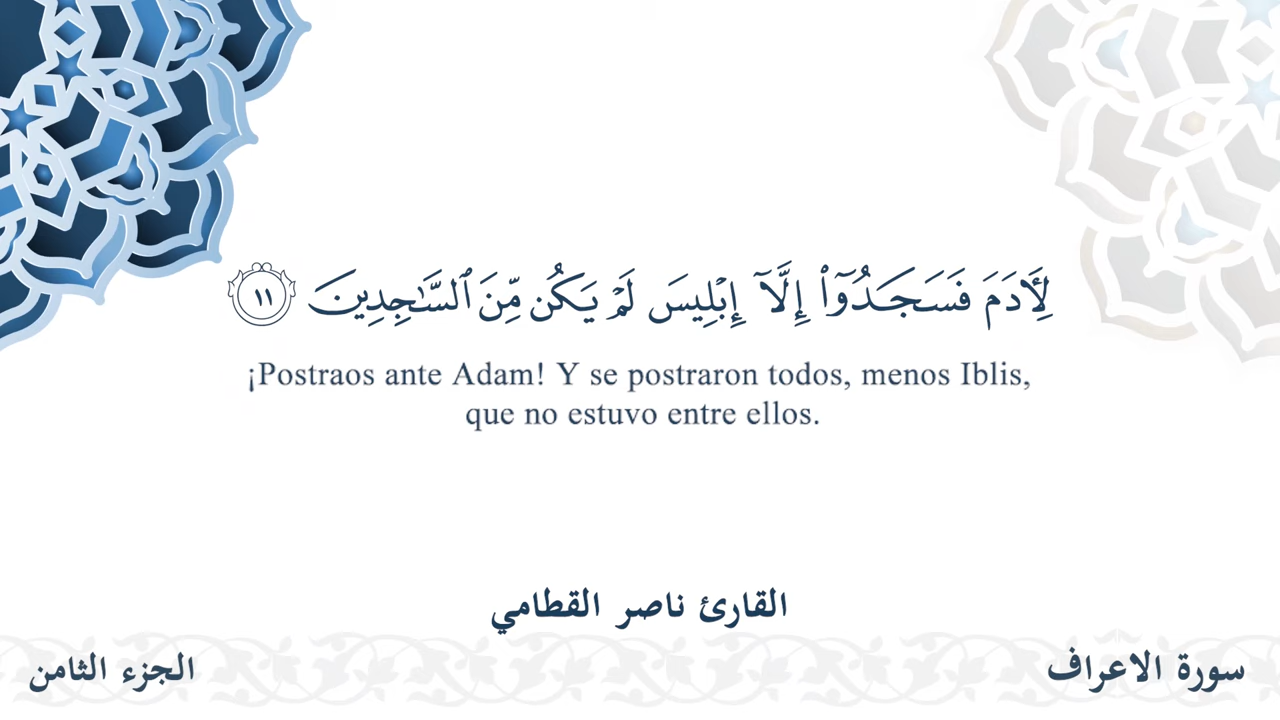 لِأَدَمَ فَسَجَدُوٓا۟ إِلَّآ إِبْلِيسَ لَمْ يَكُن مِّنَ ٱلسَّـٰجِدِينَ ١١
¡Postraos ante Adam! Y se postraron todos, menos Iblis,
que no estuvo entre ellos.
القارئ ناصر القطامي
سورة الاعراف
الجزء الثامن